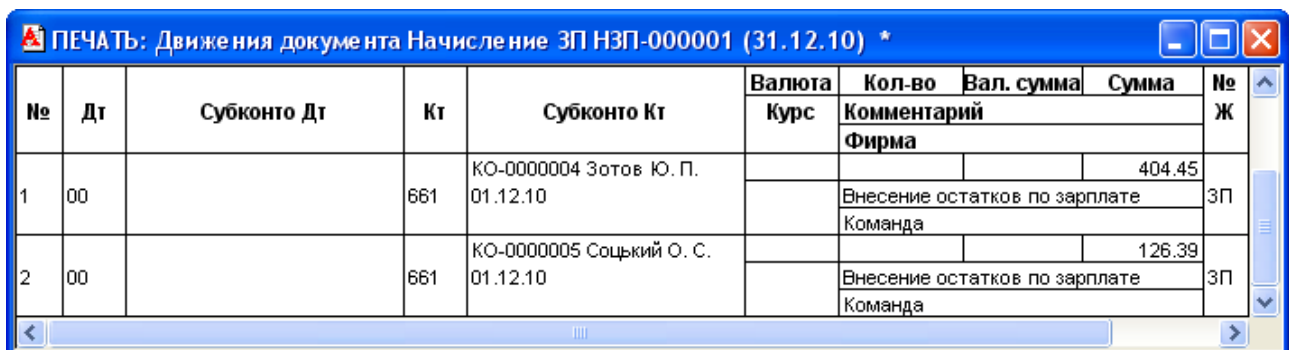 ПЕЧАТЬ: Движения документа Начисление ЗП НЗП-000001 (31.12.10) *
№ Дт Субконто Дт Кт Субконто Кт Валюта Кол-во Вал. сумма Сумма № Ж
Курс Комментарий
Фирма
КО-0000004 Зотов Ю. П. 404.45
1 00 661 01.12.10 Внесение остатков по зарплате ЗП
Команда
КО-0000005 Соцький О. С. 126.39
2 00 661 01.12.10 Внесение остатков по зарплате ЗП
Команда